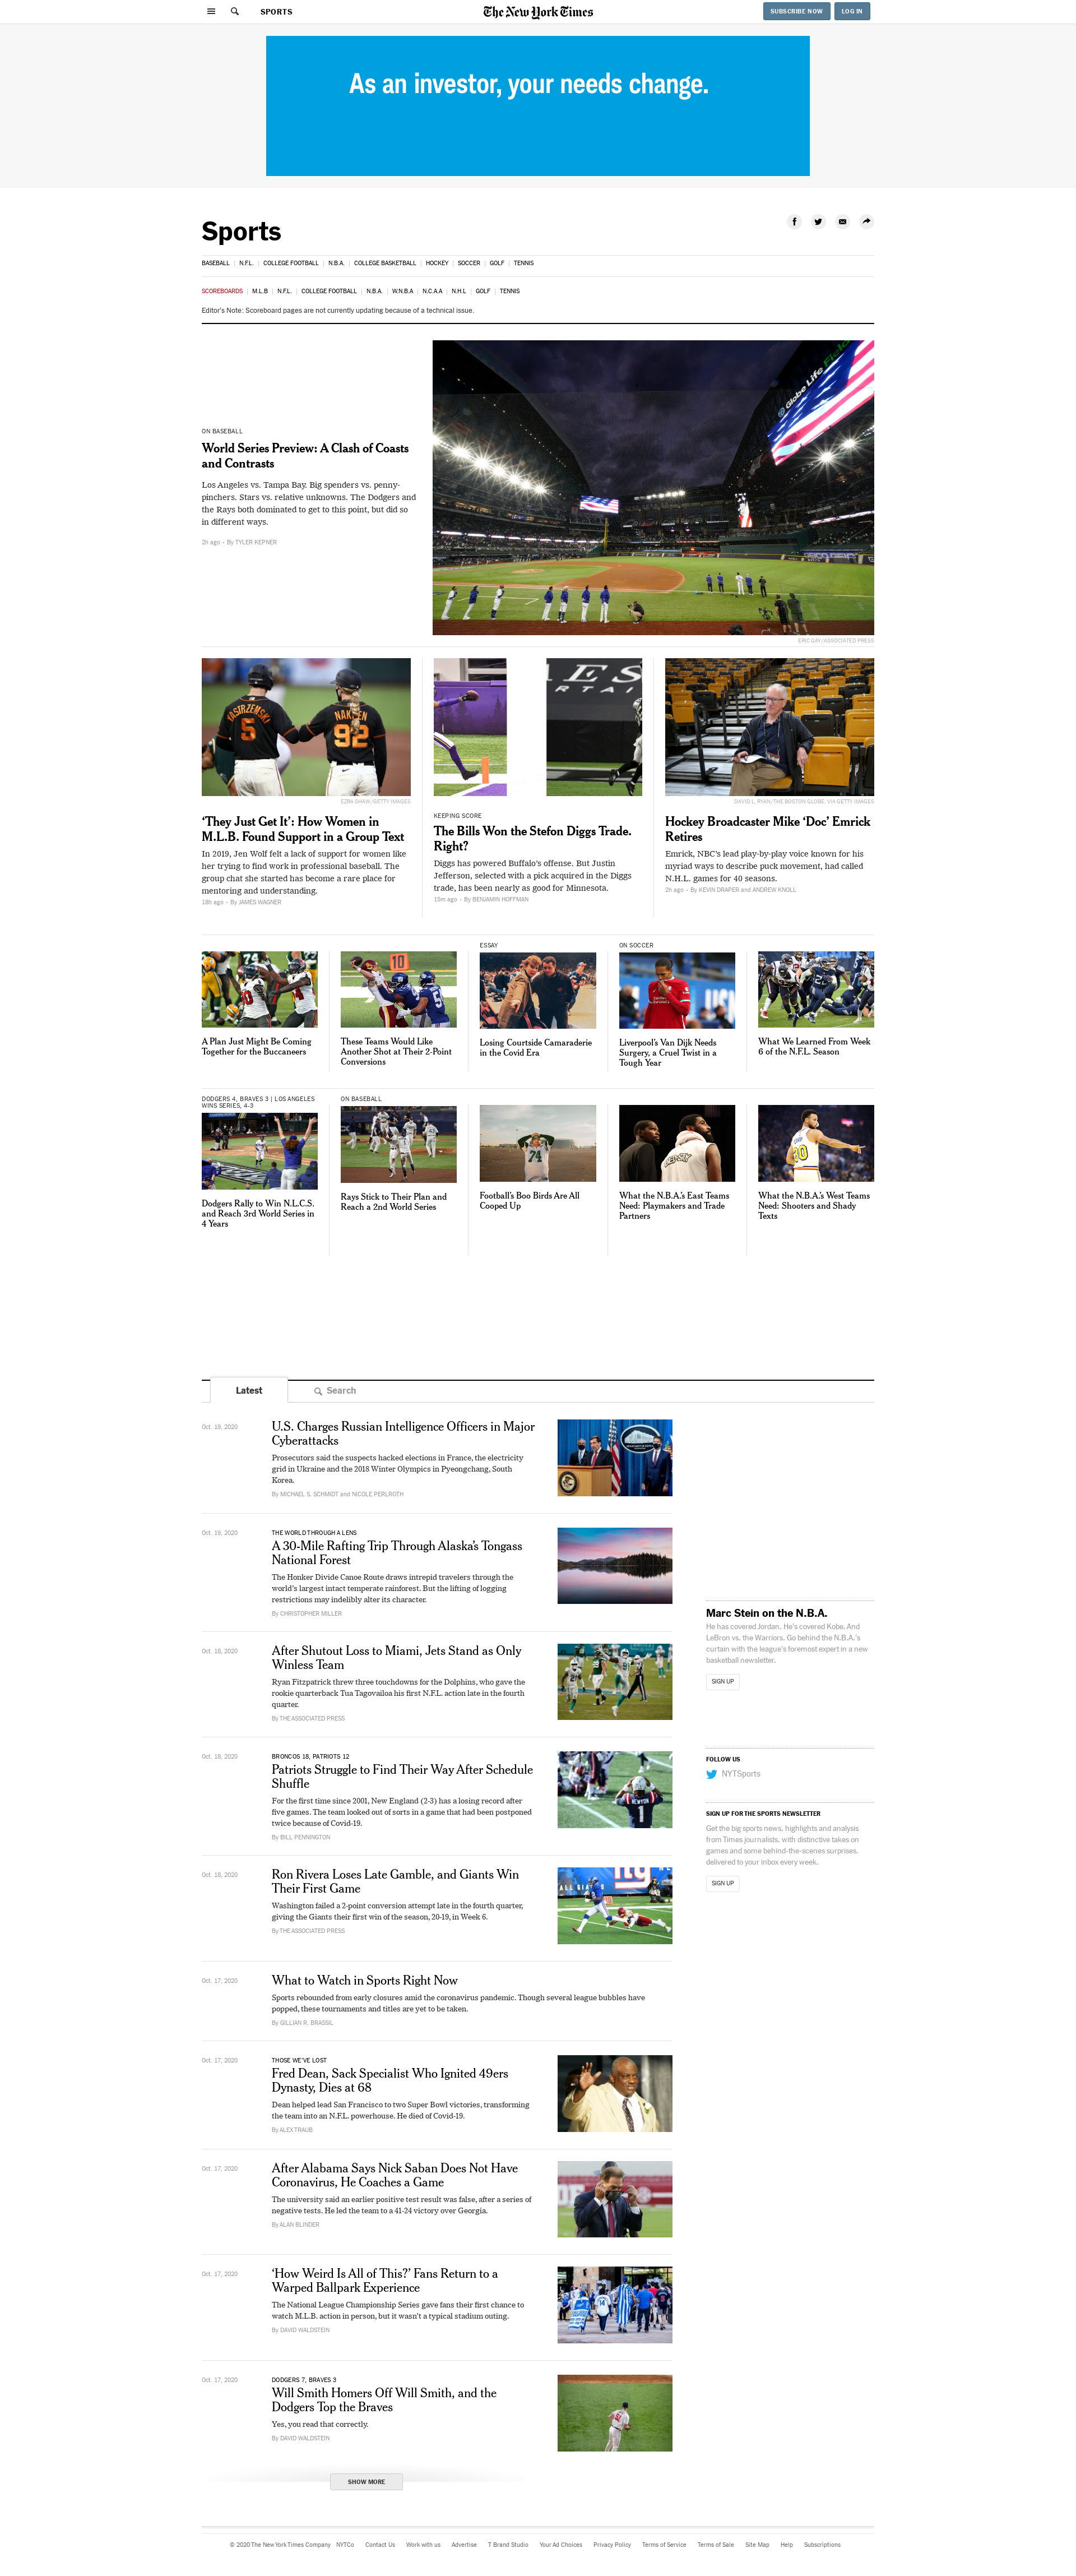 SPORTS
The New York Times
SUBSCRIBE NOW
LOG IN
As an investor, your needs change.
Sports
BASEBALL | N.F.L. | COLLEGE FOOTBALL | N.B.A. | COLLEGE BASKETBALL | HOCKEY | SOCCER | GOLF | TENNIS
SCOREBOARDS | M.L.B | N.F.L. | COLLEGE FOOTBALL | N.B.A. | W.N.B.A | N.C.A.A | N.H.L | GOLF | TENNIS
Editor's Note: Scoreboard pages are not currently updating because of a technical issue.
ON BASEBALL
World Series Preview: A Clash of Coasts
and Contrasts
Los Angeles vs. Tampa Bay. Big spenders vs. penny-
pinchers. Stars vs. relative unknowns. The Dodgers and
the Rays both dominated to get to this point, but did so
in different ways.
2h ago - By TYLER KEPNER
Globe Life Field
ERIC GAY/ASSOCIATED PRESS
YASTRZEMSKI
5
NAKKEN
92
EZRA SHAW/GETTY IMAGES
‘They Just Get It’: How Women in
M.L.B. Found Support in a Group Text
In 2019, Jen Wolf felt a lack of support for women like
her trying to find work in professional baseball. The
group chat she started has become a rare place for
mentoring and understanding.
18h ago - By JAMES WAGNER
KEEPING SCORE
The Bills Won the Stefon Diggs Trade.
Right?
Diggs has powered Buffalo’s offense. But Justin
Jefferson, selected with a pick acquired in the Diggs
trade, has been nearly as good for Minnesota.
15m ago - By BENJAMIN HOFFMAN
DAVID L. RYAN/THE BOSTON GLOBE, VIA GETTY IMAGES
Hockey Broadcaster Mike ‘Doc’ Emrick
Retires
Emrick, NBC’s lead play-by-play voice known for his
myriad ways to describe puck movement, had called
N.H.L. games for 40 seasons.
2h ago - By KEVIN DRAPER and ANDREW KNOLL
A Plan Just Might Be Coming
Together for the Buccaneers
10
These Teams Would Like
Another Shot at Their 2-Point
Conversions
ESSAY
Losing Courtside Camaraderie
in the Covid Era
ON SOCCER
Liverpool’s Van Dijk Needs
Surgery, a Cruel Twist in a
Tough Year
What We Learned From Week
6 of the N.F.L. Season
DODGERS 4, BRAVES 3 | LOS ANGELES
WINS SERIES, 4-3
Dodgers Rally to Win N.L.C.S.
and Reach 3rd World Series in
4 Years
ON BASEBALL
Rays Stick to Their Plan and
Reach a 2nd World Series
74
Football’s Boo Birds Are All
Cooped Up
What the N.B.A.’s East Teams
Need: Playmakers and Trade
Partners
30
What the N.B.A.’s West Teams
Need: Shooters and Shady
Texts
Latest
Search
Oct. 19, 2020
U.S. Charges Russian Intelligence Officers in Major
Cyberattacks
Prosecutors said the suspects hacked elections in France, the electricity
grid in Ukraine and the 2018 Winter Olympics in Pyeongchang, South
Korea.
By MICHAEL S. SCHMIDT and NICOLE PERLROTH
Oct. 19, 2020
THE WORLD THROUGH A LENS
A 30-Mile Rafting Trip Through Alaska’s Tongass
National Forest
The Honker Divide Canoe Route draws intrepid travelers through the
world’s largest intact temperate rainforest. But the lifting of logging
restrictions may indelibly alter its character.
By CHRISTOPHER MILLER
Oct. 19, 2020
After Shutout Loss to Miami, Jets Stand as Only
Winless Team
Ryan Fitzpatrick threw three touchdowns for the Dolphins, who gave the
rookie quarterback Tua Tagovailoa his first N.F.L. action late in the fourth
quarter.
By THE ASSOCIATED PRESS
Oct. 18, 2020
BRONCOS 18, PATRIOTS 12
Patriots Struggle to Find Their Way After Schedule
Shuffle
For the first time since 2001, New England (2-3) has a losing record after
five games. The team looked out of sorts in a game that had been postponed
twice because of Covid-19.
By BILL PENNINGTON
NEWTON
1
Oct. 18, 2020
Ron Rivera Loses Late Gamble, and Giants Win
Their First Game
Washington failed a 2-point conversion attempt late in the fourth quarter,
giving the Giants their first win of the season, 20-19, in Week 6.
By THE ASSOCIATED PRESS
Oct. 17, 2020
What to Watch in Sports Right Now
Sports rebounded from early closures amid the coronavirus pandemic. Though several league bubbles have
popped, these tournaments and titles are yet to be taken.
By GILLIAN R. BRASSIL
Oct. 17, 2020
THOSE WE’VE LOST
Fred Dean, Sack Specialist Who Ignited 49ers
Dynasty, Dies at 68
Dean helped lead San Francisco to two Super Bowl victories, transforming
the team into an N.F.L. powerhouse. He died of Covid-19.
By ALEX TRAUB
Oct. 17, 2020
After Alabama Says Nick Saban Does Not Have
Coronavirus, He Coaches a Game
The university said an earlier positive test result was false, after a series of
negative tests. He led the team to a 41-24 victory over Georgia.
By ALAN BLINDER
Oct. 17, 2020
‘How Weird Is All of This?’ Fans Return to a
Warped Ballpark Experience
The National League Championship Series gave fans their first chance to
watch M.L.B. action in person, but it wasn’t a typical stadium outing.
By DAVID WALDSTEIN
Oct. 17, 2020
DODGERS 7, BRAVES 3
Will Smith Homers Off Will Smith, and the
Dodgers Top the Braves
Yes, you read that correctly.
By DAVID WALDSTEIN
SHOW MORE
Marc Stein on the N.B.A.
He has covered Jordan. He’s covered Kobe. And
LeBron vs. the Warriors. Go behind the N.B.A.’s
curtain with the league’s foremost expert in a new
basketball newsletter.
SIGN UP
FOLLOW US
NYTSports
SIGN UP FOR THE SPORTS NEWSLETTER
Get the big sports news, highlights and analysis
from Times journalists, with distinctive takes on
games and some behind-the-scenes surprises,
delivered to your inbox every week.
SIGN UP
© 2020 The New York Times Company NYTCo Contact Us Work with us Advertise T Brand Studio Your Ad Choices Privacy Policy Terms of Service Terms of Sale Site Map Help Subscriptions